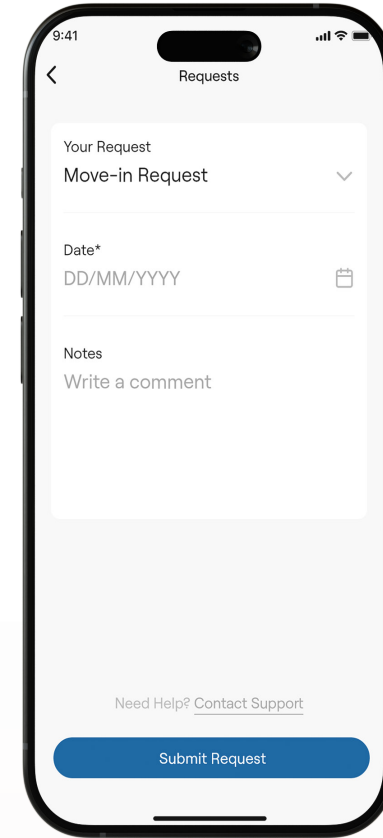 9:41
Requests
Your Request
Move-in Request
Date*
DD/MM/YYYY
Notes
Write a comment
Need Help? Contact Support
Submit Request